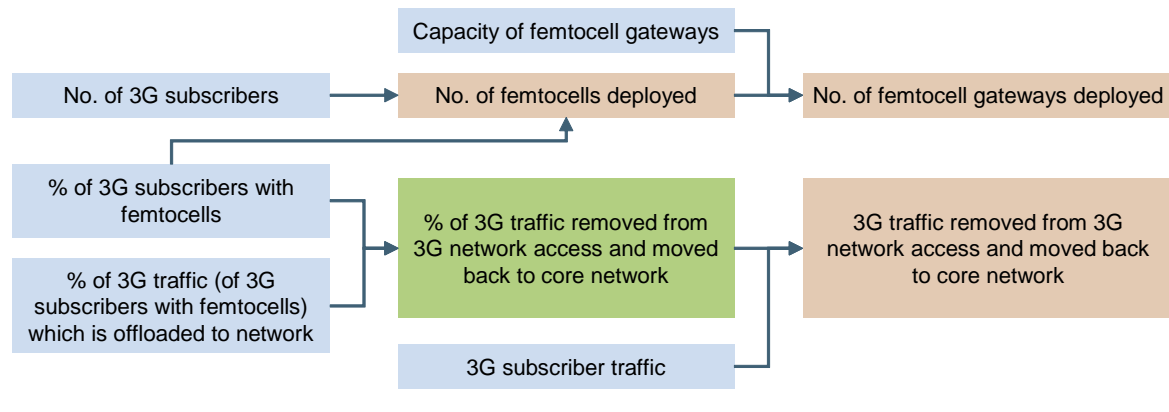 Capacity of femtocell gateways
No. of 3G subscribers
No. of femtocells deployed
No. of femtocell gateways deployed
% of 3G subscribers with
femtocells
% of 3G traffic (of 3G
subscribers with femtocells)
which is offloaded to network
% of 3G traffic removed from
3G network access and moved
back to core network
3G traffic removed from 3G
network access and moved back
to core network
3G subscriber traffic